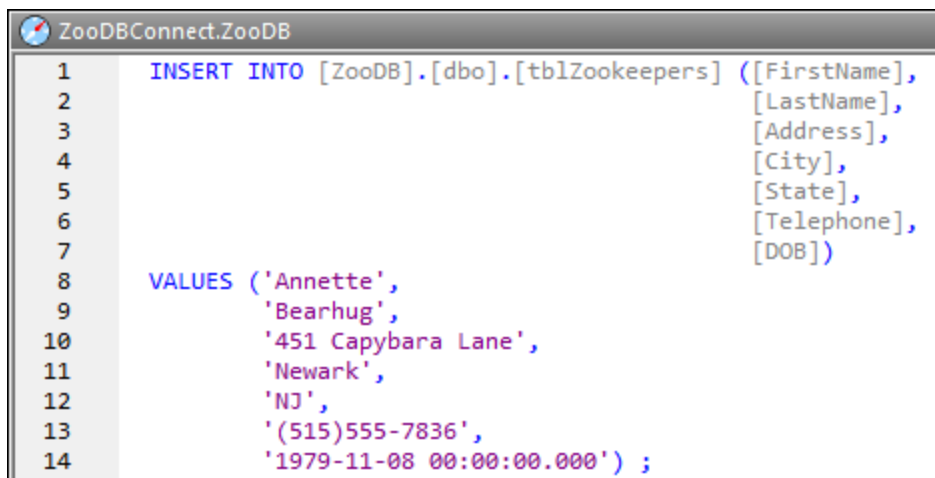 ZooDBConnect.ZooDB
1 INSERT INTO [ZooDB].[dbo].[tblZookeepers] ([FirstName],
2 [LastName],
3 [Address],
4 [City],
5 [State],
6 [Telephone],
7 [DOB])
8 VALUES ('Annette',
9 'Bearhug',
10 '451 Capybara Lane',
11 'Newark',
12 'NJ',
13 '(515)555-7836',
14 '1979-11-08 00:00:00.000') ;